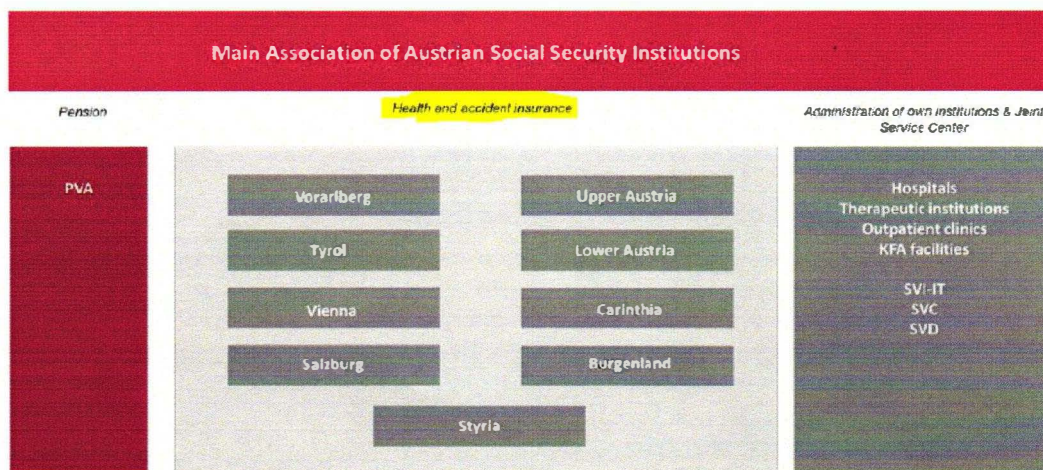 Main Association of Austrian Social Security Institutions
Pension
Health and accident insurance
Administration of own institutions & Joint
Service Center
PVA
Vorarlberg
Upper Austria
Tyrol
Lower Austria
Vienna
Carinthia
Salzburg
Burgenland
Styria
Hospitals
Therapeutic institutions
Outpatient clinics
KFA facilities
SVI-IT
SVC
SVD